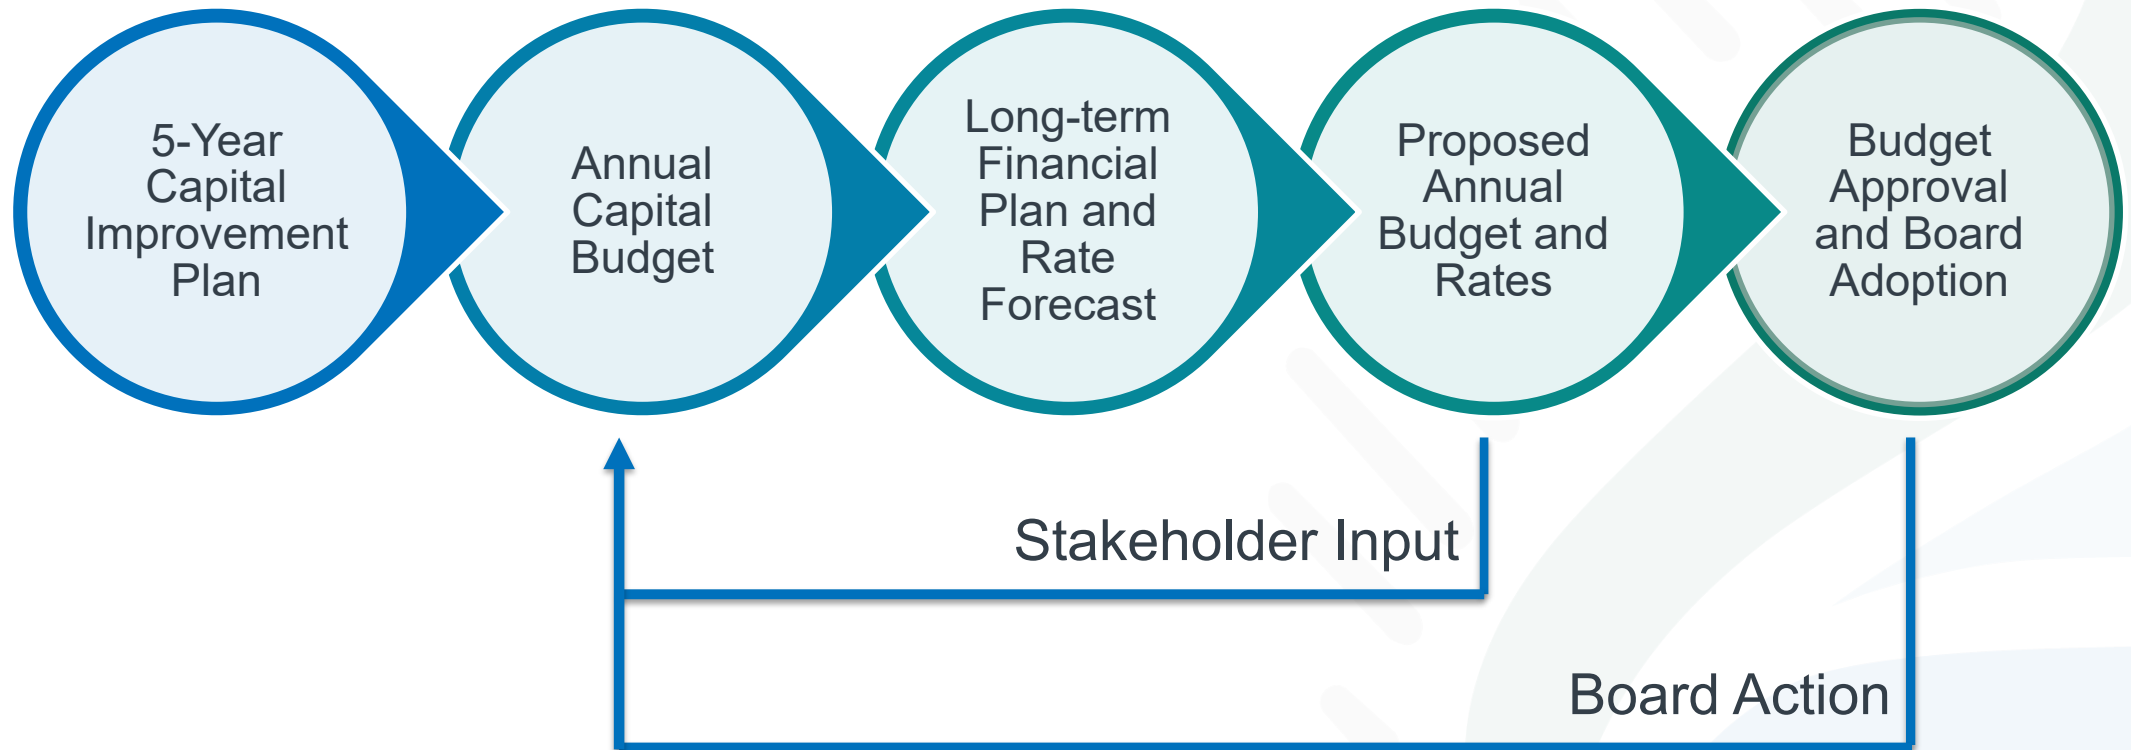 5-Year
Capital
Improvement
Plan
Annual
Capital
Budget
Long-term
Financial
Plan and
Rate
Forecast
Proposed
Annual
Budget and
Rates
Budget
Approval
and Board
Adoption
Stakeholder Input
Board Action